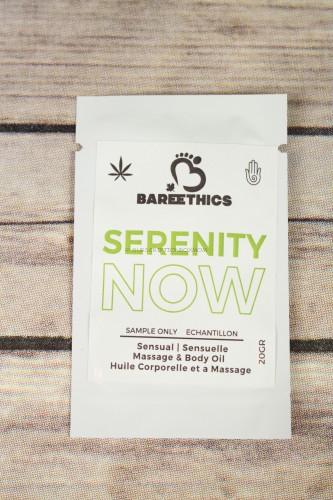 BAREETHICS
SERENITY
NOW
SAMPLE ONLY ECHANTILLON
Sensual | Sensuelle
Massage & Body Oil
Huile Corporelle et a Massage
20GR